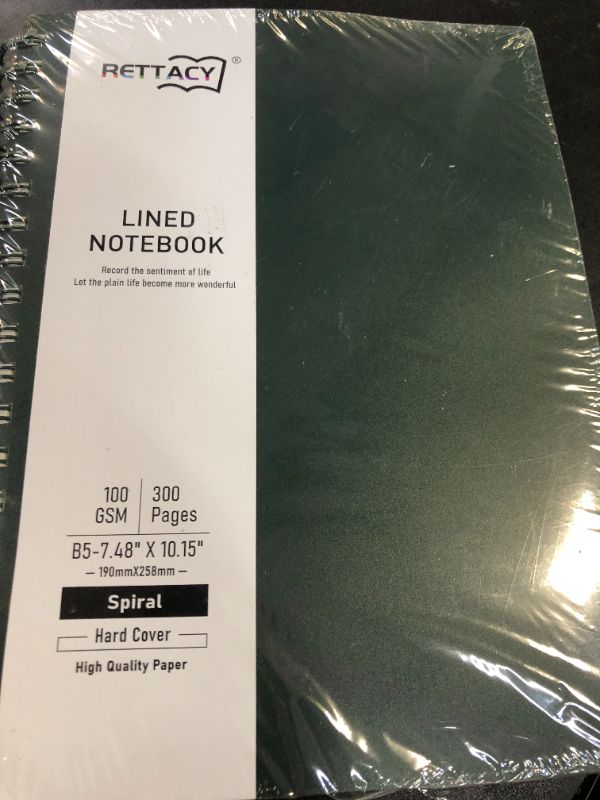 RETTACY®
LINED
NOTEBOOK
Record the sentiment of life
Let the plain life become more wonderful
100 300
GSM Pages
B5-7.48" X 10.15"
190mmX258mm
Spiral
Hard Cover
High Quality Paper